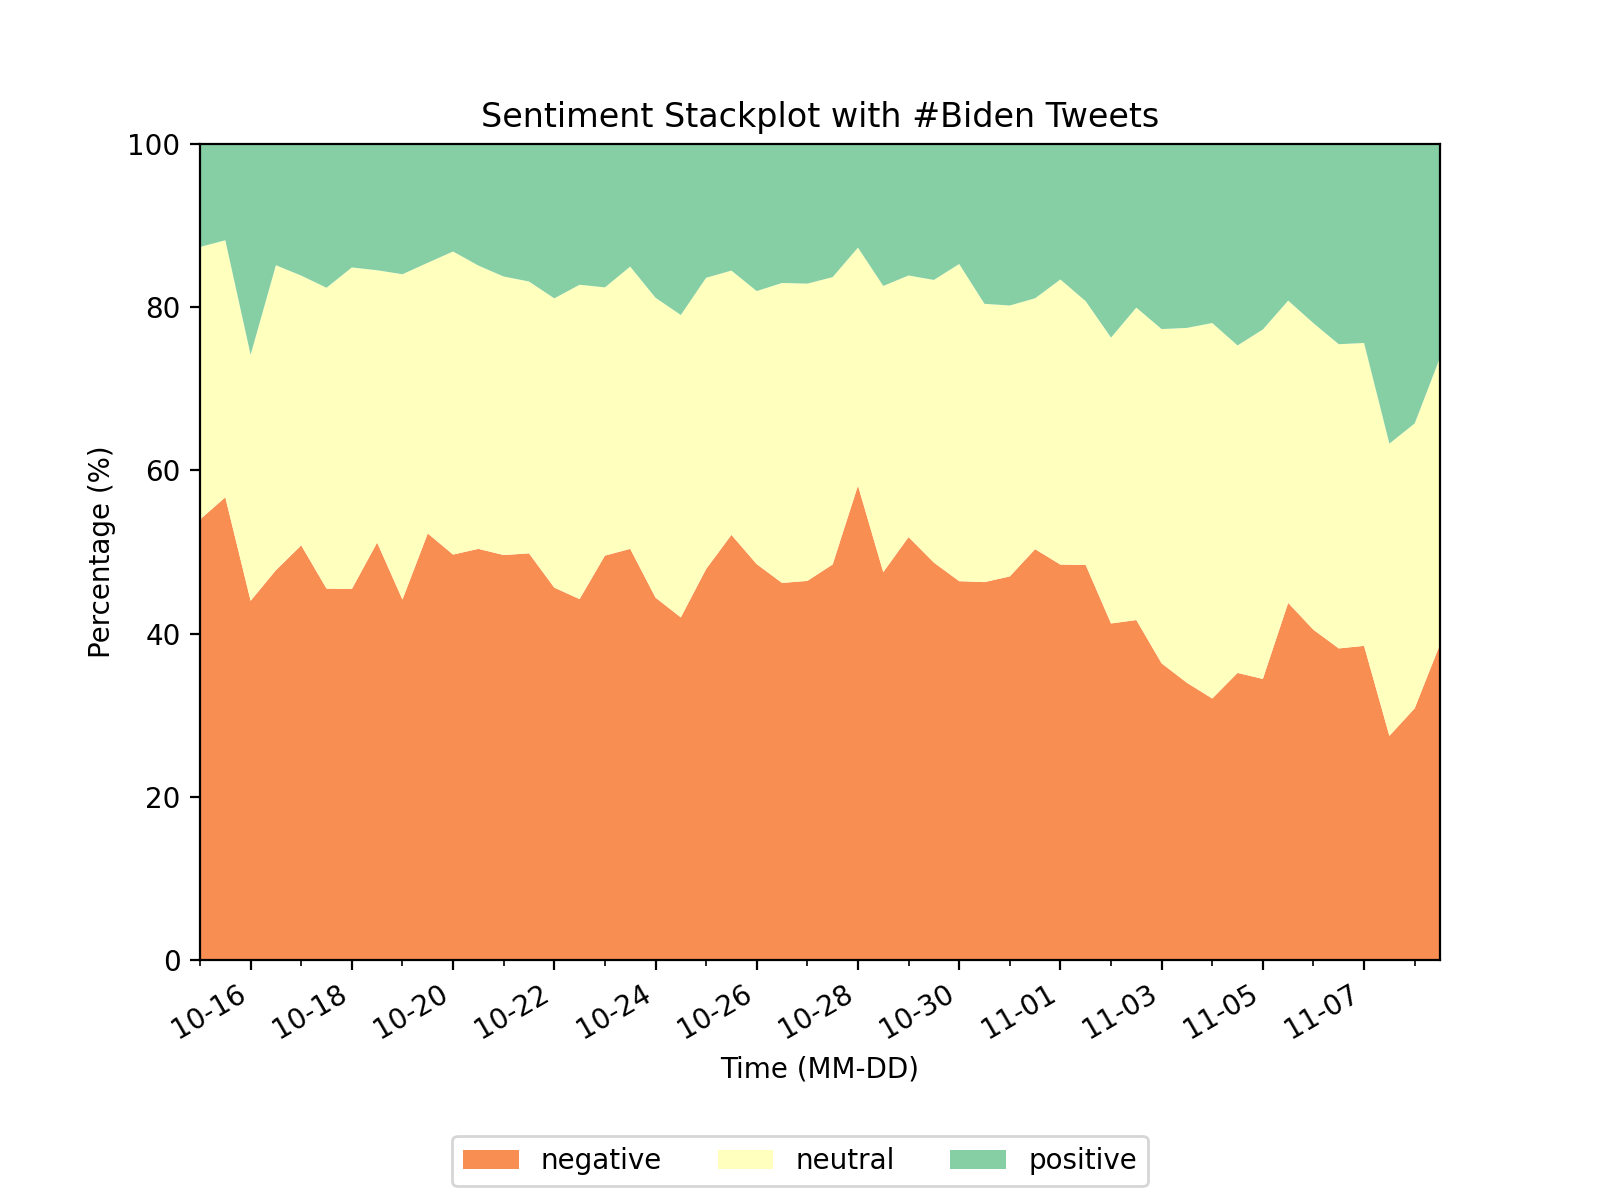 Sentiment Stackplot with #Biden Tweets
100
80
60
40
20
0
Percentage (%)
10-16 10-18 10-20 10-22 10-24 10-26 10-28 10-30 11-01 11-03 11-05 11-07
Time (MM-DD)
negative neutral positive